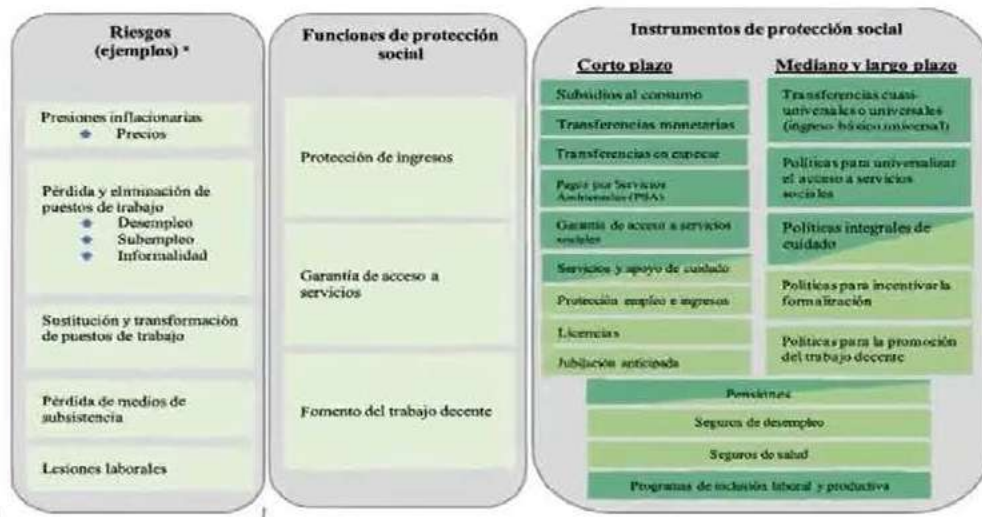 Riesgos
(ejemplos) *
Presiones inflacionarias
Precios
Pérdida y eliminación de
puestos de trabajo
Desempleo
Subempleo
Informalidad
Sustitución y transformación
de puestos de trabajo
Pérdida de medios de
subsistencia
Lesiones laborales
Funciones de protección
social
Protección de ingresos
Garantía de acceso a
servicios
Fomento del trabajo decente
Instrumentos de protección social
Corto plazo
Subsidios al consumo
Transferencias monetarias
Transferencias en especie
Pagos por Servicios
Ambientales (PSA)
Garantía de acceso a servicios
sociales
Servicios y apoyo de cuidado
Protección empleo e ingresos
Licencias
Jubilación anticipada
Mediano y largo plazo
Transferencias cuasi-
universales o universales
(ingreso básico universal)
Políticas para universalizar
el acceso a servicios
sociales
Políticas integrales de
cuidado
Políticas para incentivar la
formalización
Políticas para la promoción
del trabajo decente
Pensiones
Seguros de desempleo
Seguros de salud
Programas de inclusión laboral y productiva